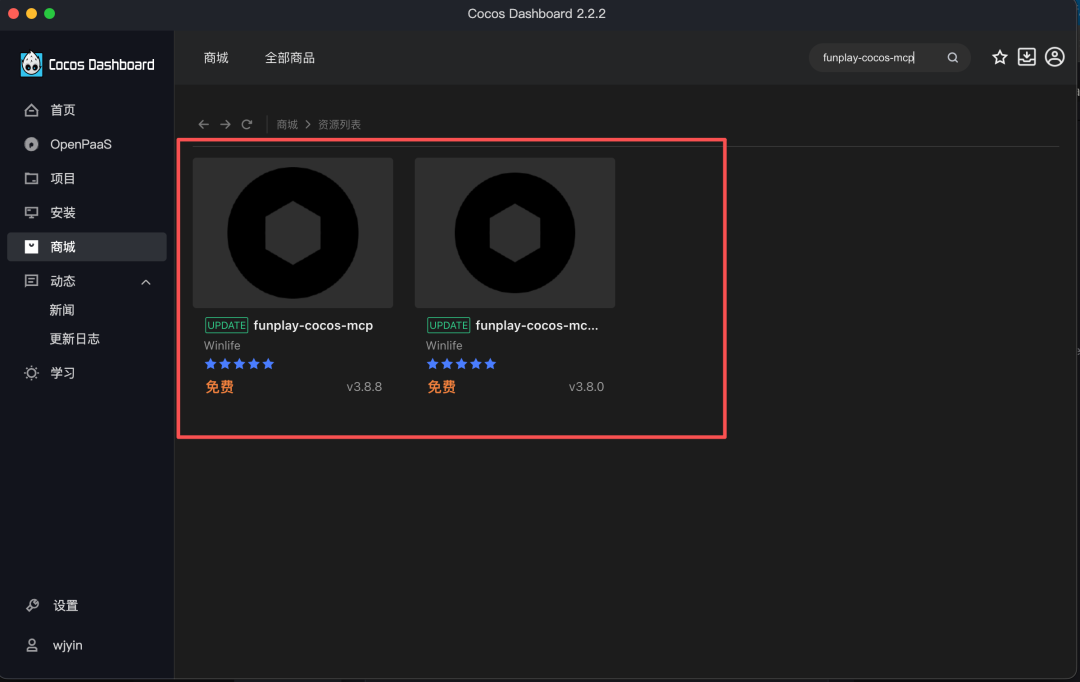 Cocos Dashboard 2.2.2
Cocos Dashboard
首页
OpenPaaS
项目
安装
商城
动态
新闻
更新日志
学习
设置
wjyin
商城 全部商品
funplay-cocos-mcp
商城 资源列表
UPDATE funplay-cocos-mcp
Winlife
免费 v3.8.8
UPDATE funplay-cocos-mc...
Winlife
免费 v3.8.0